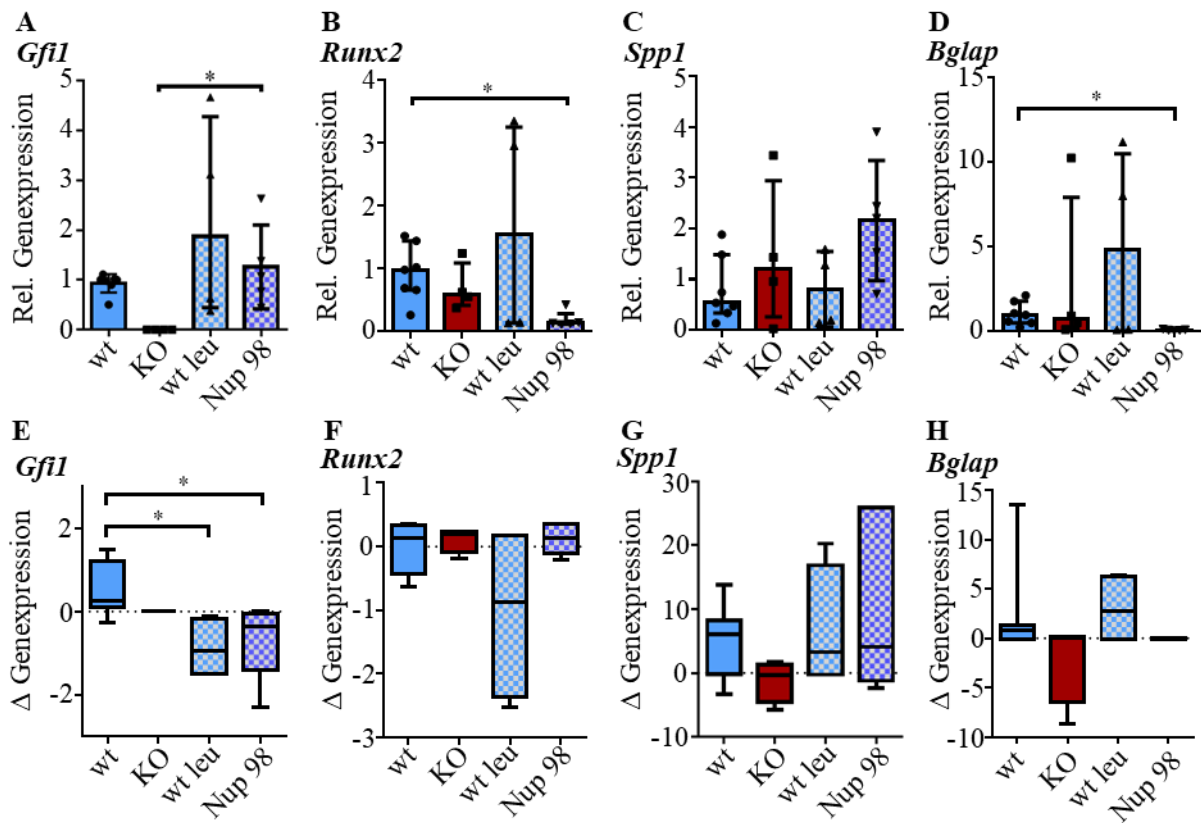 A
Gfi1
Rel. Genexpression
5
4
3
2
1
0
*
wt
KO
wt leu
Nup 98
B
Runx2
Rel. Genexpression
4
3
2
1
0
*
wt
KO
wt leu
Nup 98
C
Spp1
Rel. Genexpression
5
4
3
2
1
0
wt
KO
wt leu
Nup 98
D
Bglap
Rel. Genexpression
15
10
5
0
*
wt
KO
wt leu
Nup 98
E
Gfi1
Δ Genexpression
2
0
-2
*
*
wt
KO
wt leu
Nup 98
F
Runx2
Δ Genexpression
1
0
-1
-2
-3
wt
KO
wt leu
Nup 98
G
Spp1
Δ Genexpression
30
20
10
0
-10
wt
KO
wt leu
Nup 98
H
Bglap
Δ Genexpression
15
10
5
0
-5
-10
wt
KO
wt leu
Nup 98